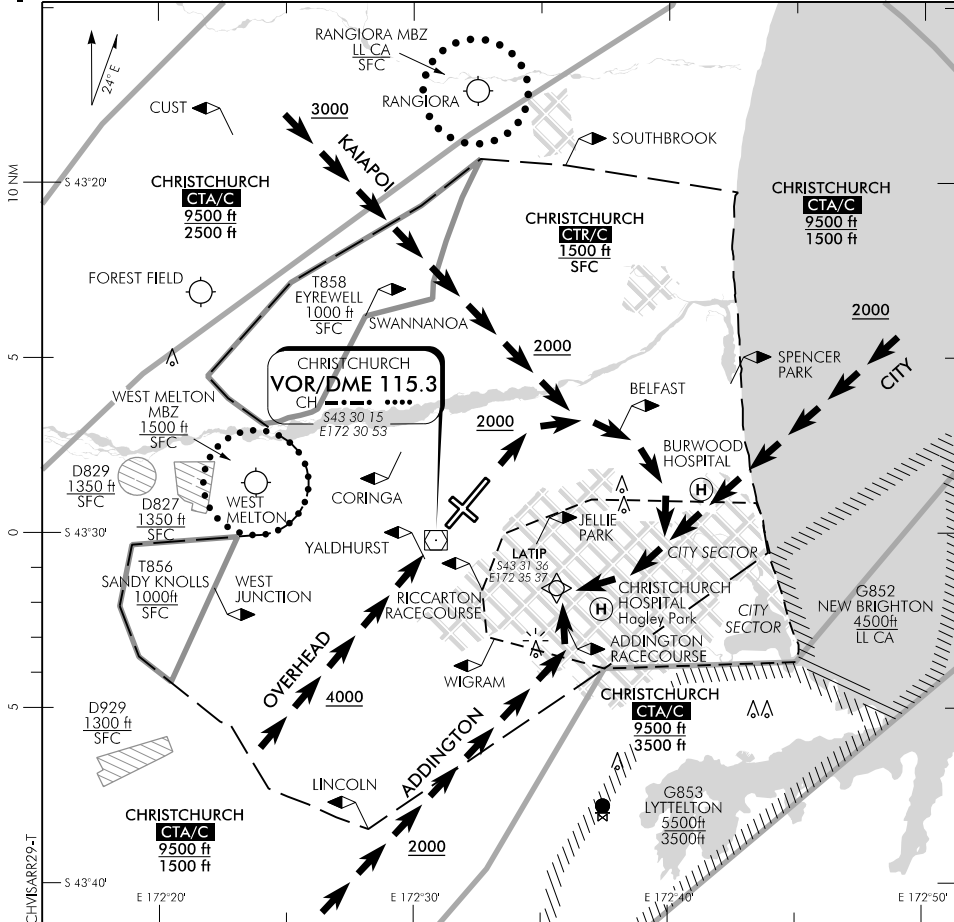 RANGIORA MBZ
LL CA
SFC
24° E
CUST
3000
RANGIORA
KAIAPOI
SOUTHBROOK
10 NM
S 43°20'
CHRISTCHURCH
CTA/C
9500 ft
2500 ft
CHRISTCHURCH
CTR/C
1500 ft
SFC
CHRISTCHURCH
CTA/C
9500 ft
1500 ft
FOREST FIELD
T858
EYREWELL
1000 ft
SFC
SWANNANOA
2000
2000
CITY
5
CHRISTCHURCH
VOR/DME 115.3
CH
S43 30 15
E172 30 53
SPENCER
PARK
WEST MELTON
MBZ
1500 ft
SFC
2000
BELFAST
BURWOOD
HOSPITAL
H
D829
1350 ft
SFC
D827
1350 ft
SFC
WEST
MELTON
CORINGA
0
S 43°30'
YALDHURST
JELLIE
PARK
LATIP
S43 31 36
E172 35 37
CITY SECTOR
T856
SANDY KNOLLS
1000ft
SFC
WEST
JUNCTION
RICCARTON
RACECOURSE
H
CHRISTCHURCH
HOSPITAL
Hagley Park
CITY
SECTOR
G852
NEW BRIGHTON
4500ft
LL CA
ADDINGTON
RACECOURSE
WIGRAM
OVERHEAD
4000
5
D929
1300 ft
SFC
ADDINGTON
CHRISTCHURCH
CTA/C
9500 ft
3500 ft
LINCOLN
G853
LYTTELTON
5500ft
3500ft
CHRISTCHURCH
CTA/C
9500 ft
1500 ft
2000
CHVISARR29-T
S 43°40'
E 172°20'
E 172°30'
E 172°40'
E 172°50'